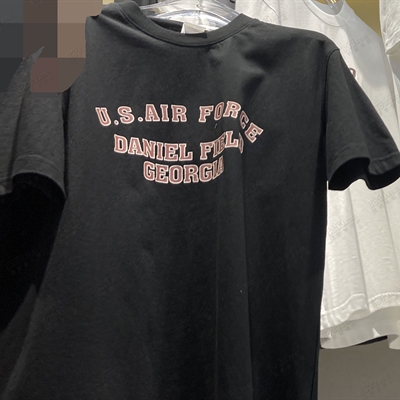 U.S.AIR FORCE
DANIEL FIELD
GEORGIA